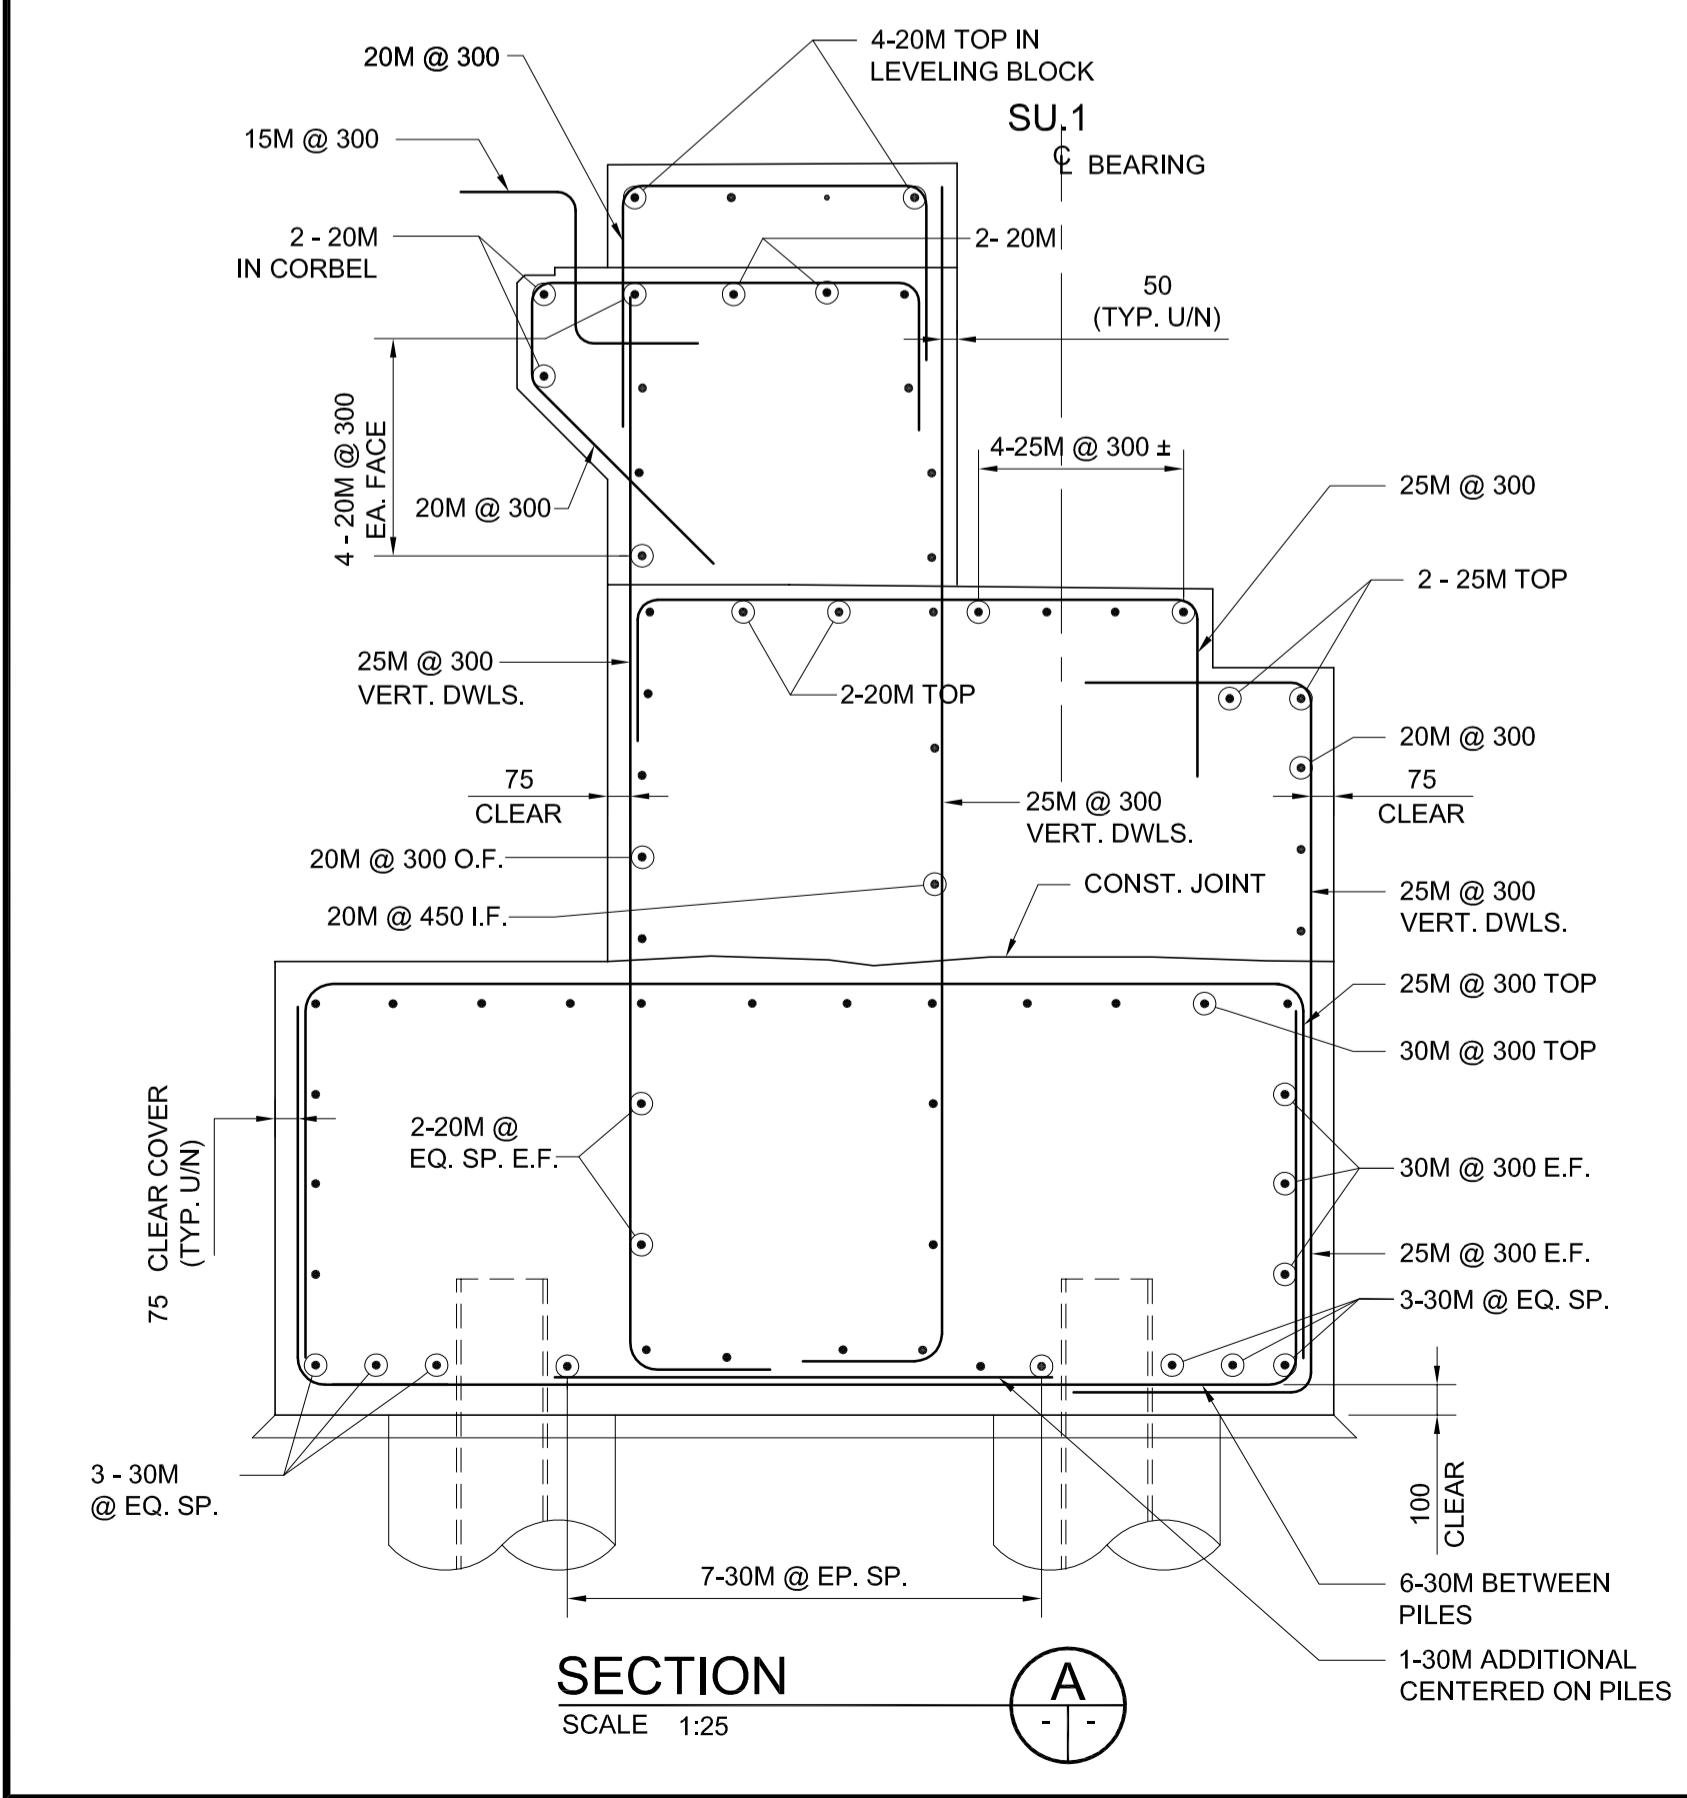 20M @ 300
4-20M TOP IN
LEVELING BLOCK
SU.1
℄ BEARING
15M @ 300
2 - 20M
IN CORBEL
2- 20M
50
(TYP. U/N)
4 - 20M @ 300
EA. FACE
20M @ 300
4-25M @ 300 ±
25M @ 300
2 - 25M TOP
25M @ 300
VERT. DWLS.
2-20M TOP
20M @ 300
75
CLEAR
25M @ 300
VERT. DWLS.
75
CLEAR
20M @ 300 O.F.
20M @ 450 I.F.
CONST. JOINT
25M @ 300
VERT. DWLS.
25M @ 300 TOP
30M @ 300 TOP
75 CLEAR COVER
(TYP. U/N)
2-20M @
EQ. SP. E.F.
30M @ 300 E.F.
25M @ 300 E.F.
3-30M @ EQ. SP.
3 - 30M
@ EQ. SP.
100
CLEAR
7-30M @ EP. SP.
6-30M BETWEEN
PILES
1-30M ADDITIONAL
CENTERED ON PILES
SECTION
SCALE 1:25
A
- -